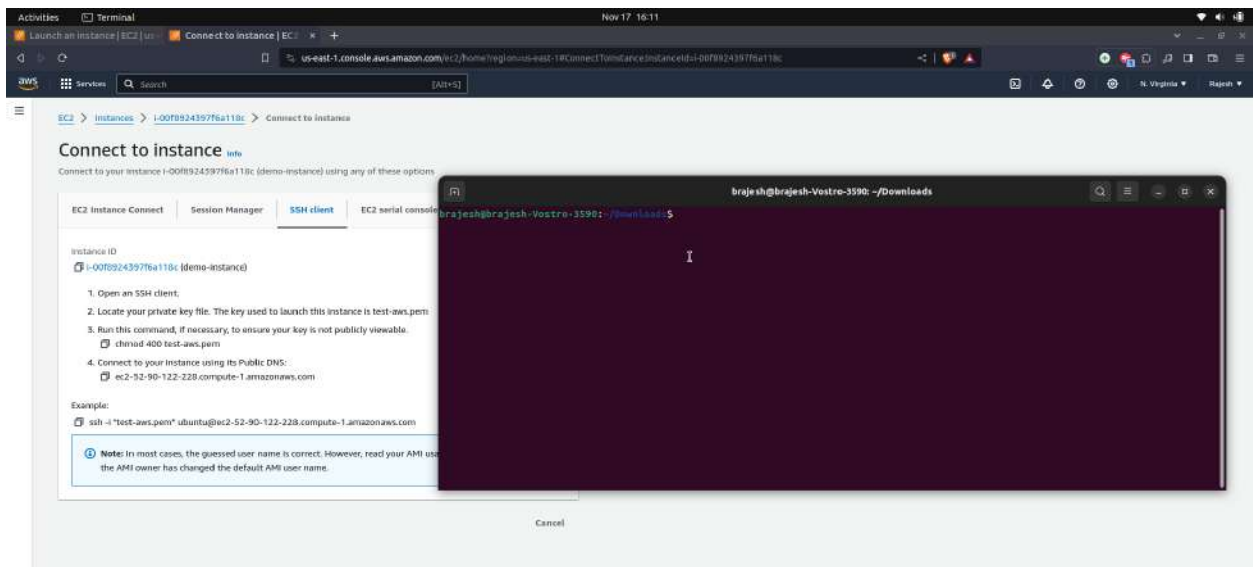 Activities Terminal Nov 17 16:11
Launch an instance | EC2 | us- Connect to instance | EC2 × +
us-east-1.console.aws.amazon.com/ec2/home?region=us-east-1#ConnectToInstance:instanceId=i-00f8924397f6a118c
aws Services Search [Alt+S] N. Virginia ▼ Rajesh ▼
EC2 > Instances > i-00f8924397f6a118c > Connect to instance
Connect to instance Info
Connect to your instance i-00f8924397f6a118c (demo-instance) using any of these options
EC2 Instance Connect Session Manager SSH client EC2 serial console
Instance ID
i-00f8924397f6a118c (demo-instance)
1. Open an SSH client.
2. Locate your private key file. The key used to launch this instance is test-aws.pem
3. Run this command, if necessary, to ensure your key is not publicly viewable.
chmod 400 test-aws.pem
4. Connect to your instance using its Public DNS:
ec2-52-90-122-228.compute-1.amazonaws.com
Example:
ssh -i "test-aws.pem" ubuntu@ec2-52-90-122-228.compute-1.amazonaws.com
Note: In most cases, the guessed user name is correct. However, read your AMI usa
the AMI owner has changed the default AMI user name.
Cancel
brajesh@brajesh-Vostro-3590: ~/Downloads
brajesh@brajesh-Vostro-3590:~/Downloads$